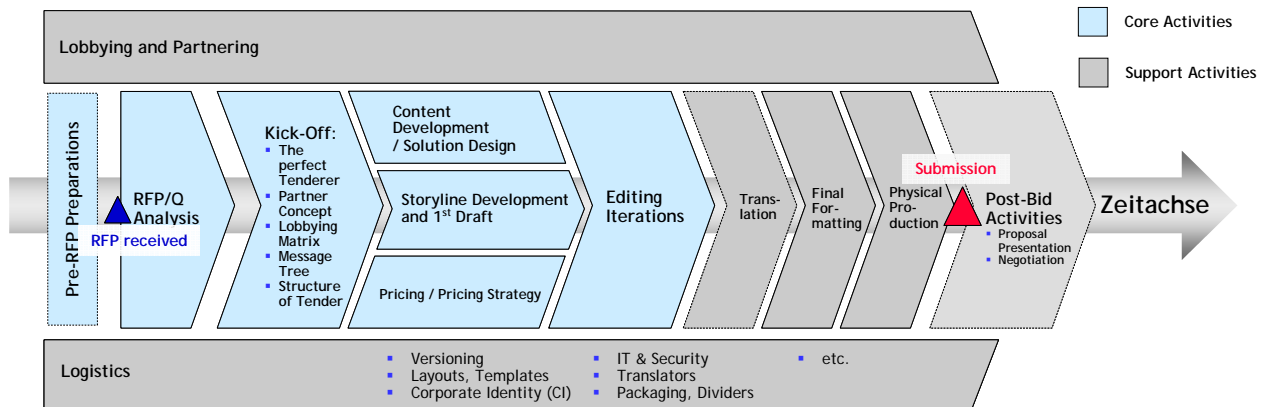 Lobbying and Partnering
Core Activities
Support Activities
Pre-RFP Preparations
RFP/Q
Analysis
RFP received
Kick-Off:
The
perfect
Tenderer
Partner
Concept
Lobbying
Matrix
Message
Tree
Structure
of Tender
Content
Development
/ Solution Design
Storyline Development
and 1st Draft
Pricing / Pricing Strategy
Editing
Iterations
Trans-
lation
Final
For-
matting
Physical
Pro-
duction
Submission
Post-Bid
Activities
Proposal
Presentation
Negotiation
Zeitachse
Logistics
Versioning
Layouts, Templates
Corporate Identity (CI)
IT & Security
Translators
Packaging, Dividers
etc.